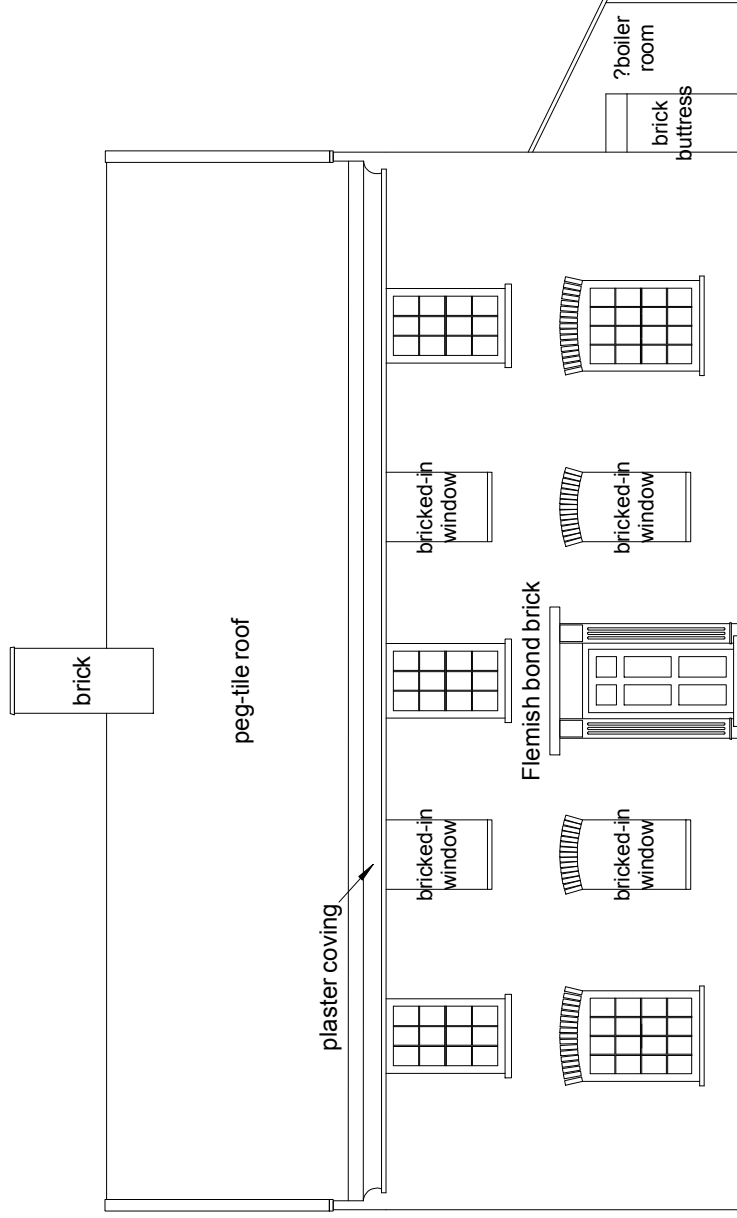 brick
peg-tile roof
plaster coving
bricked-in
window
bricked-in
window
Flemish bond brick
bricked-in
window
bricked-in
window
?boiler
room
brick
buttress